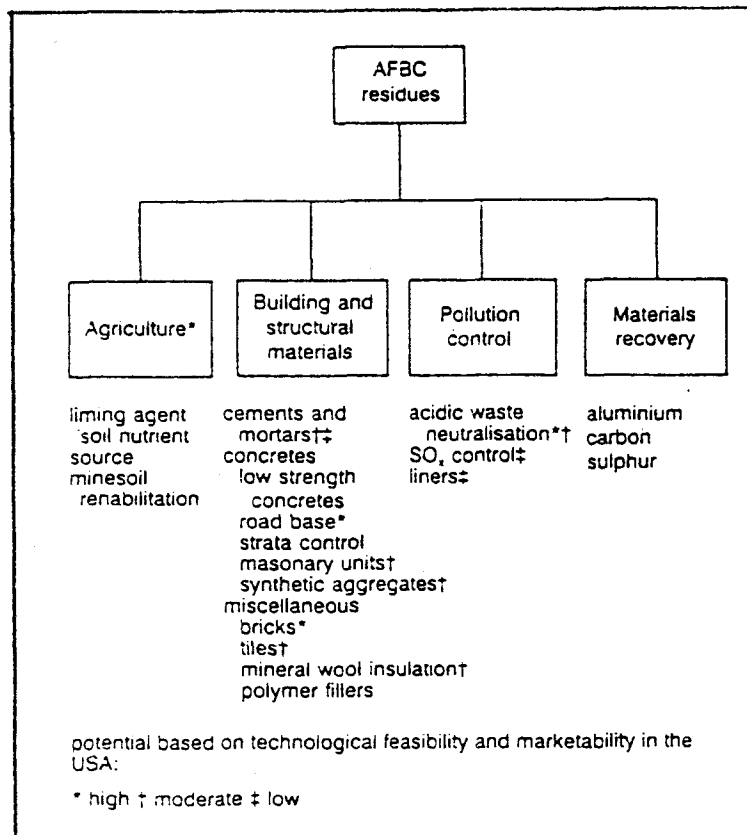 AFBC
residues
Agriculture*
Building and
structural
materials
Pollution
control
Materials
recovery
liming agent
soil nutrient
source
minesoil
renabilitation
cements and
mortars†‡
concretes
low strength
concretes
road base*
strata control
masonary units†
synthetic aggregates†
miscellaneous
bricks*
tiles†
mineral wool insulation†
polymer fillers
acidic waste
neutralisation*†
SOₓ control‡
liners‡
aluminium
carbon
sulphur
potential based on technological feasibility and marketability in the
USA:
* high † moderate ‡ low